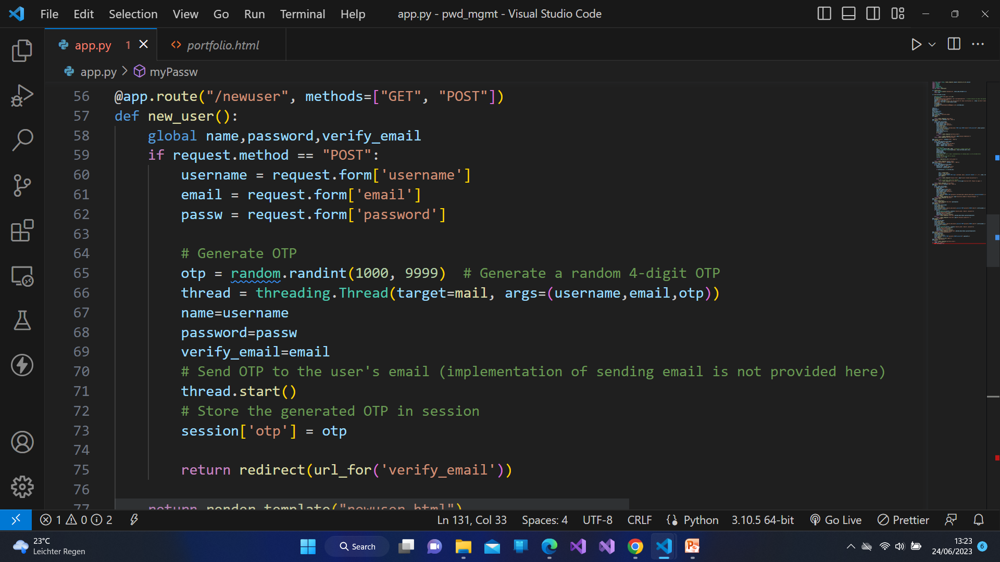 File Edit Selection View Go Run Terminal Help app.py - pwd_mgmt - Visual Studio Code
app.py 1 portfolio.html
app.py > myPassw
56 @app.route("/newuser", methods=["GET", "POST"])
57 def new_user():
58 global name,password,verify_email
59 if request.method == "POST":
60 username = request.form['username']
61 email = request.form['email']
62 passw = request.form['password']
63
64 # Generate OTP
65 otp = random.randint(1000, 9999)  # Generate a random 4-digit OTP
66 thread = threading.Thread(target=mail, args=(username,email,otp))
67 name=username
68 password=passw
69 verify_email=email
70 # Send OTP to the user's email (implementation of sending email is not provided here)
71 thread.start()
72 # Store the generated OTP in session
73 session['otp'] = otp
74
75 return redirect(url_for('verify_email'))
76
77 return render_template("newuser.html")
1 0 2 Ln 131, Col 33 Spaces: 4 UTF-8 CRLF Python 3.10.5 64-bit Go Live Prettier
23°C
Leichter Regen
Search
13:23
24/06/2023 6